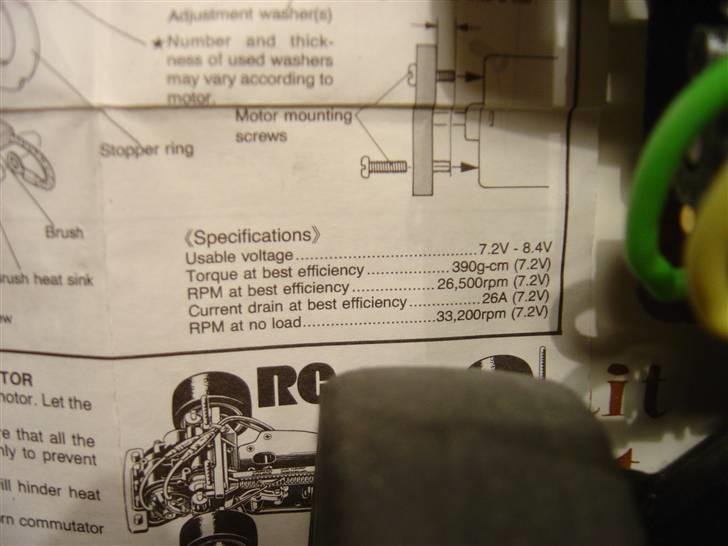 Adjustment washer(s)
★Number and thick-
ness of used washers
may vary according to
motor.
Motor mounting
screws
Stopper ring
Brush
rush heat sink
ew
《Specifications》
Usable voltage..........................................7.2V - 8.4V
Torque at best efficiency..................390g-cm (7.2V)
RPM at best efficiency..................26,500rpm (7.2V)
Current drain at best efficiency..............26A (7.2V)
RPM at no load............................33,200rpm (7.2V)
TOR
motor. Let the
re that all the
nly to prevent
ill hinder heat
rn commutator
RC
it